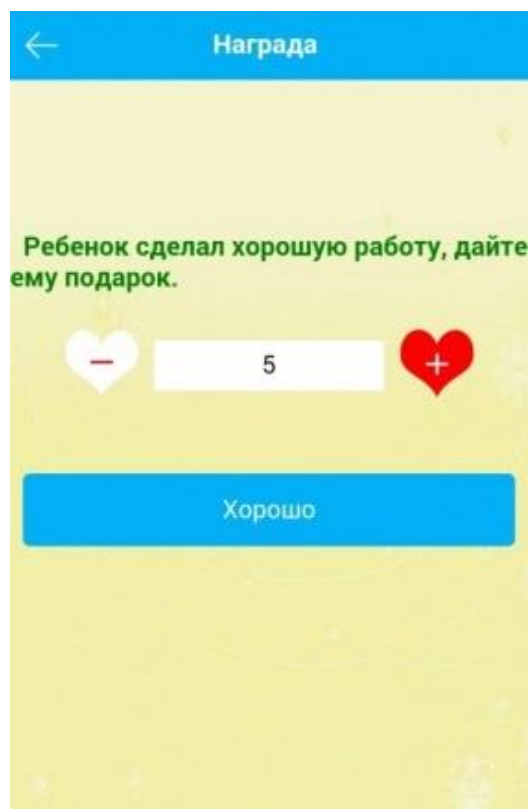 Награда
Ребенок сделал хорошую работу, дайте
ему подарок.
− 5 +
Хорошо